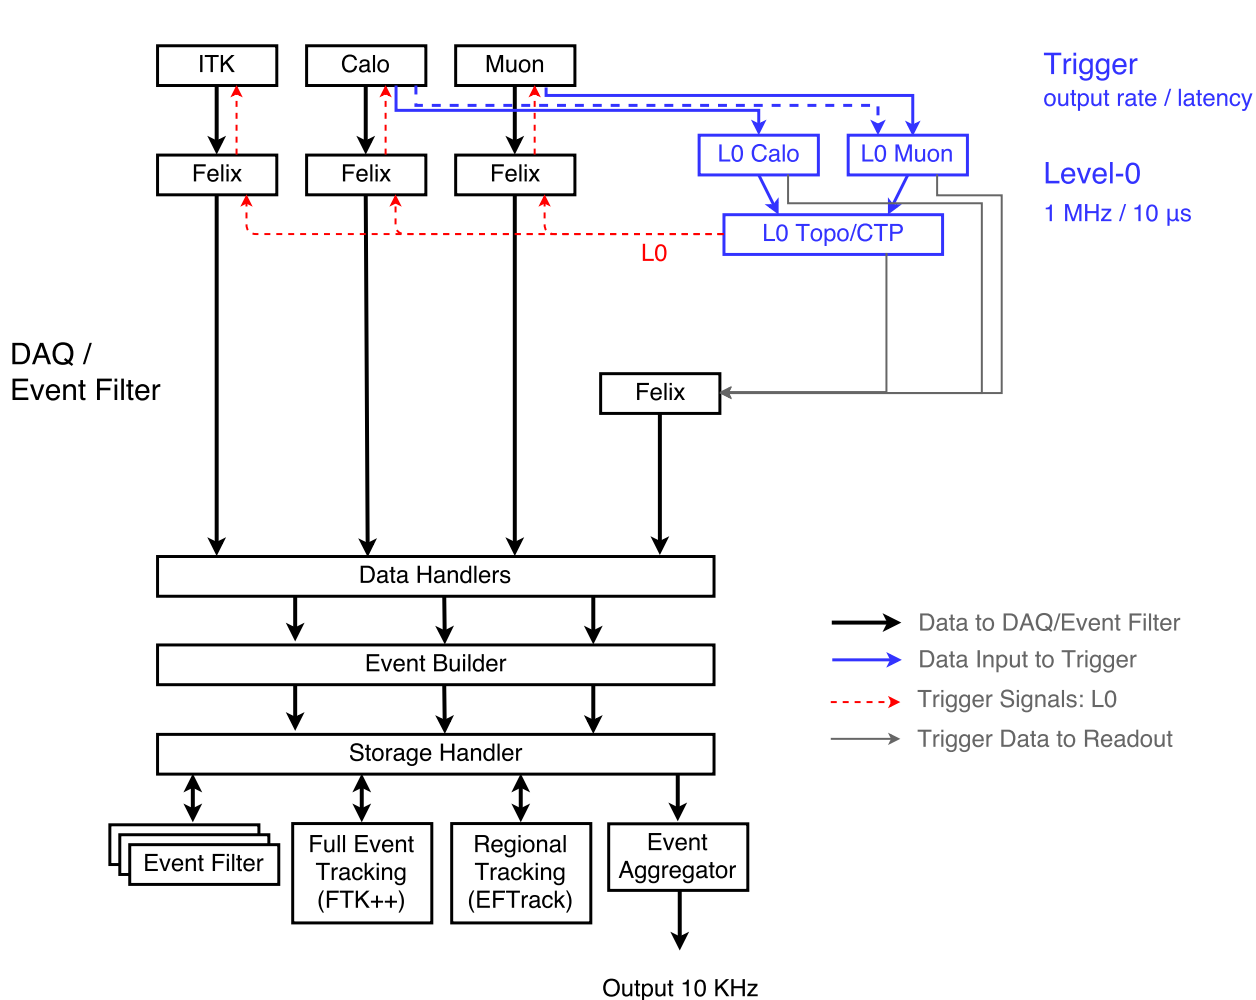 ITK
Calo
Muon
Trigger
output rate / latency
L0 Calo
L0 Muon
Felix
Felix
Felix
Level-0
1 MHz / 10 µs
L0 Topo/CTP
L0
DAQ /
Event Filter
Felix
Data Handlers
Data to DAQ/Event Filter
Event Builder
Data Input to Trigger
Trigger Signals: L0
Storage Handler
Trigger Data to Readout
Event Filter
Full Event
Tracking
(FTK++)
Regional
Tracking
(EFTrack)
Event
Aggregator
Output 10 KHz